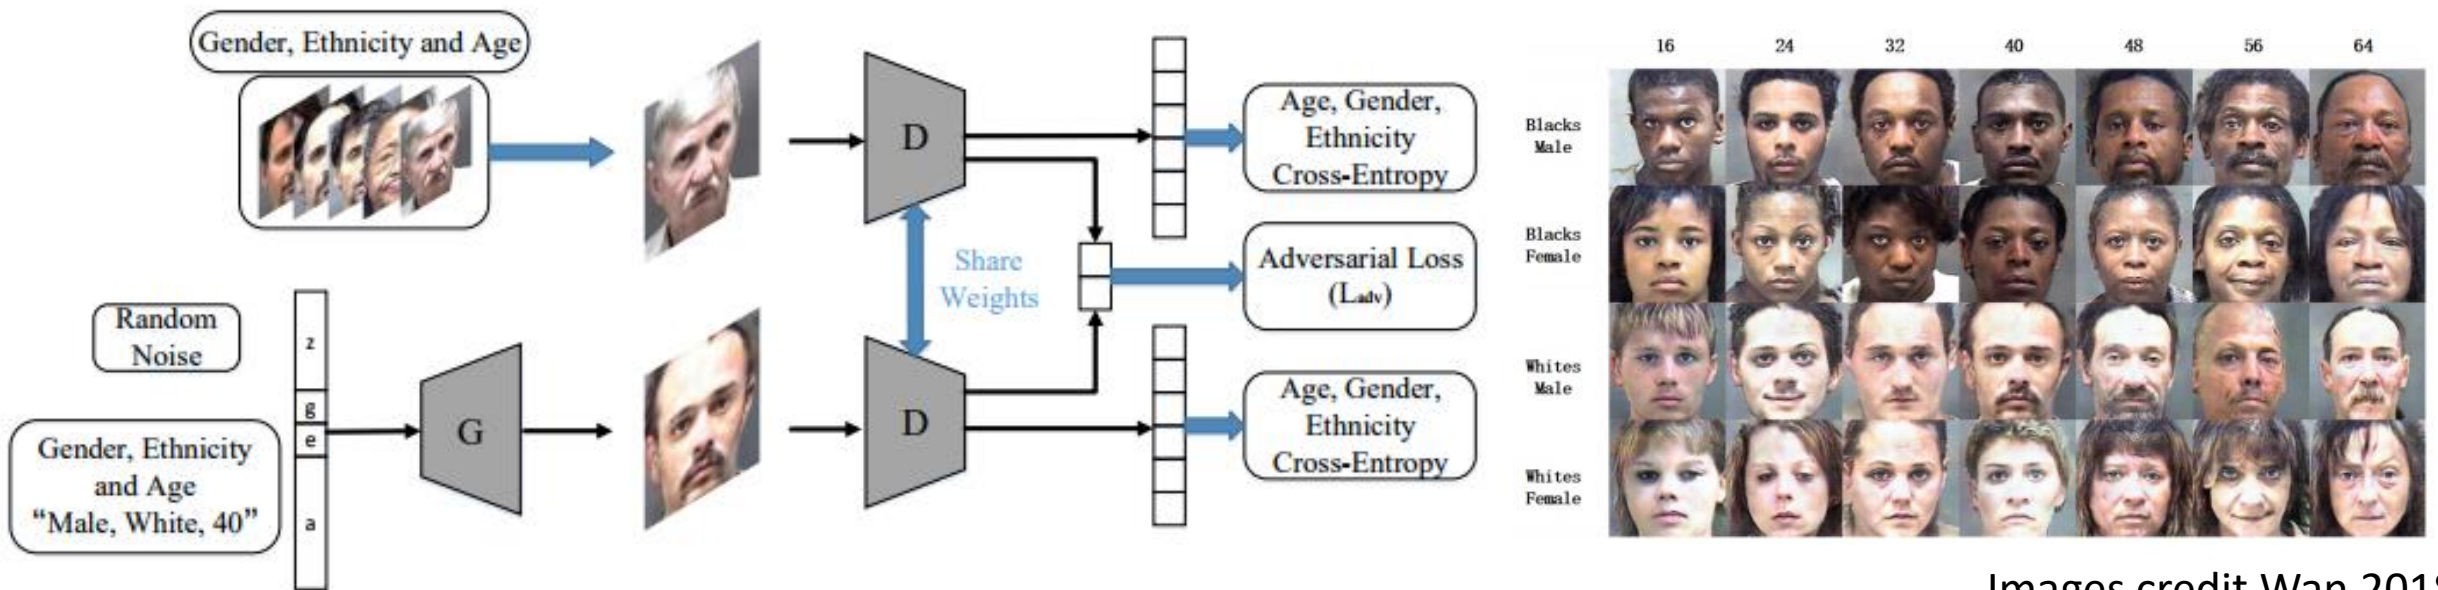 Gender, Ethnicity and Age
Random
Noise
Gender, Ethnicity
and Age
“Male, White, 40”
z
g
e
a
G
D
D
Share
Weights
Age, Gender,
Ethnicity
Cross-Entropy
Adversarial Loss
(Ladv)
Age, Gender,
Ethnicity
Cross-Entropy
16 24 32 40 48 56 64
Blacks
Male
Blacks
Female
Whites
Male
Whites
Female
Images credit Wan